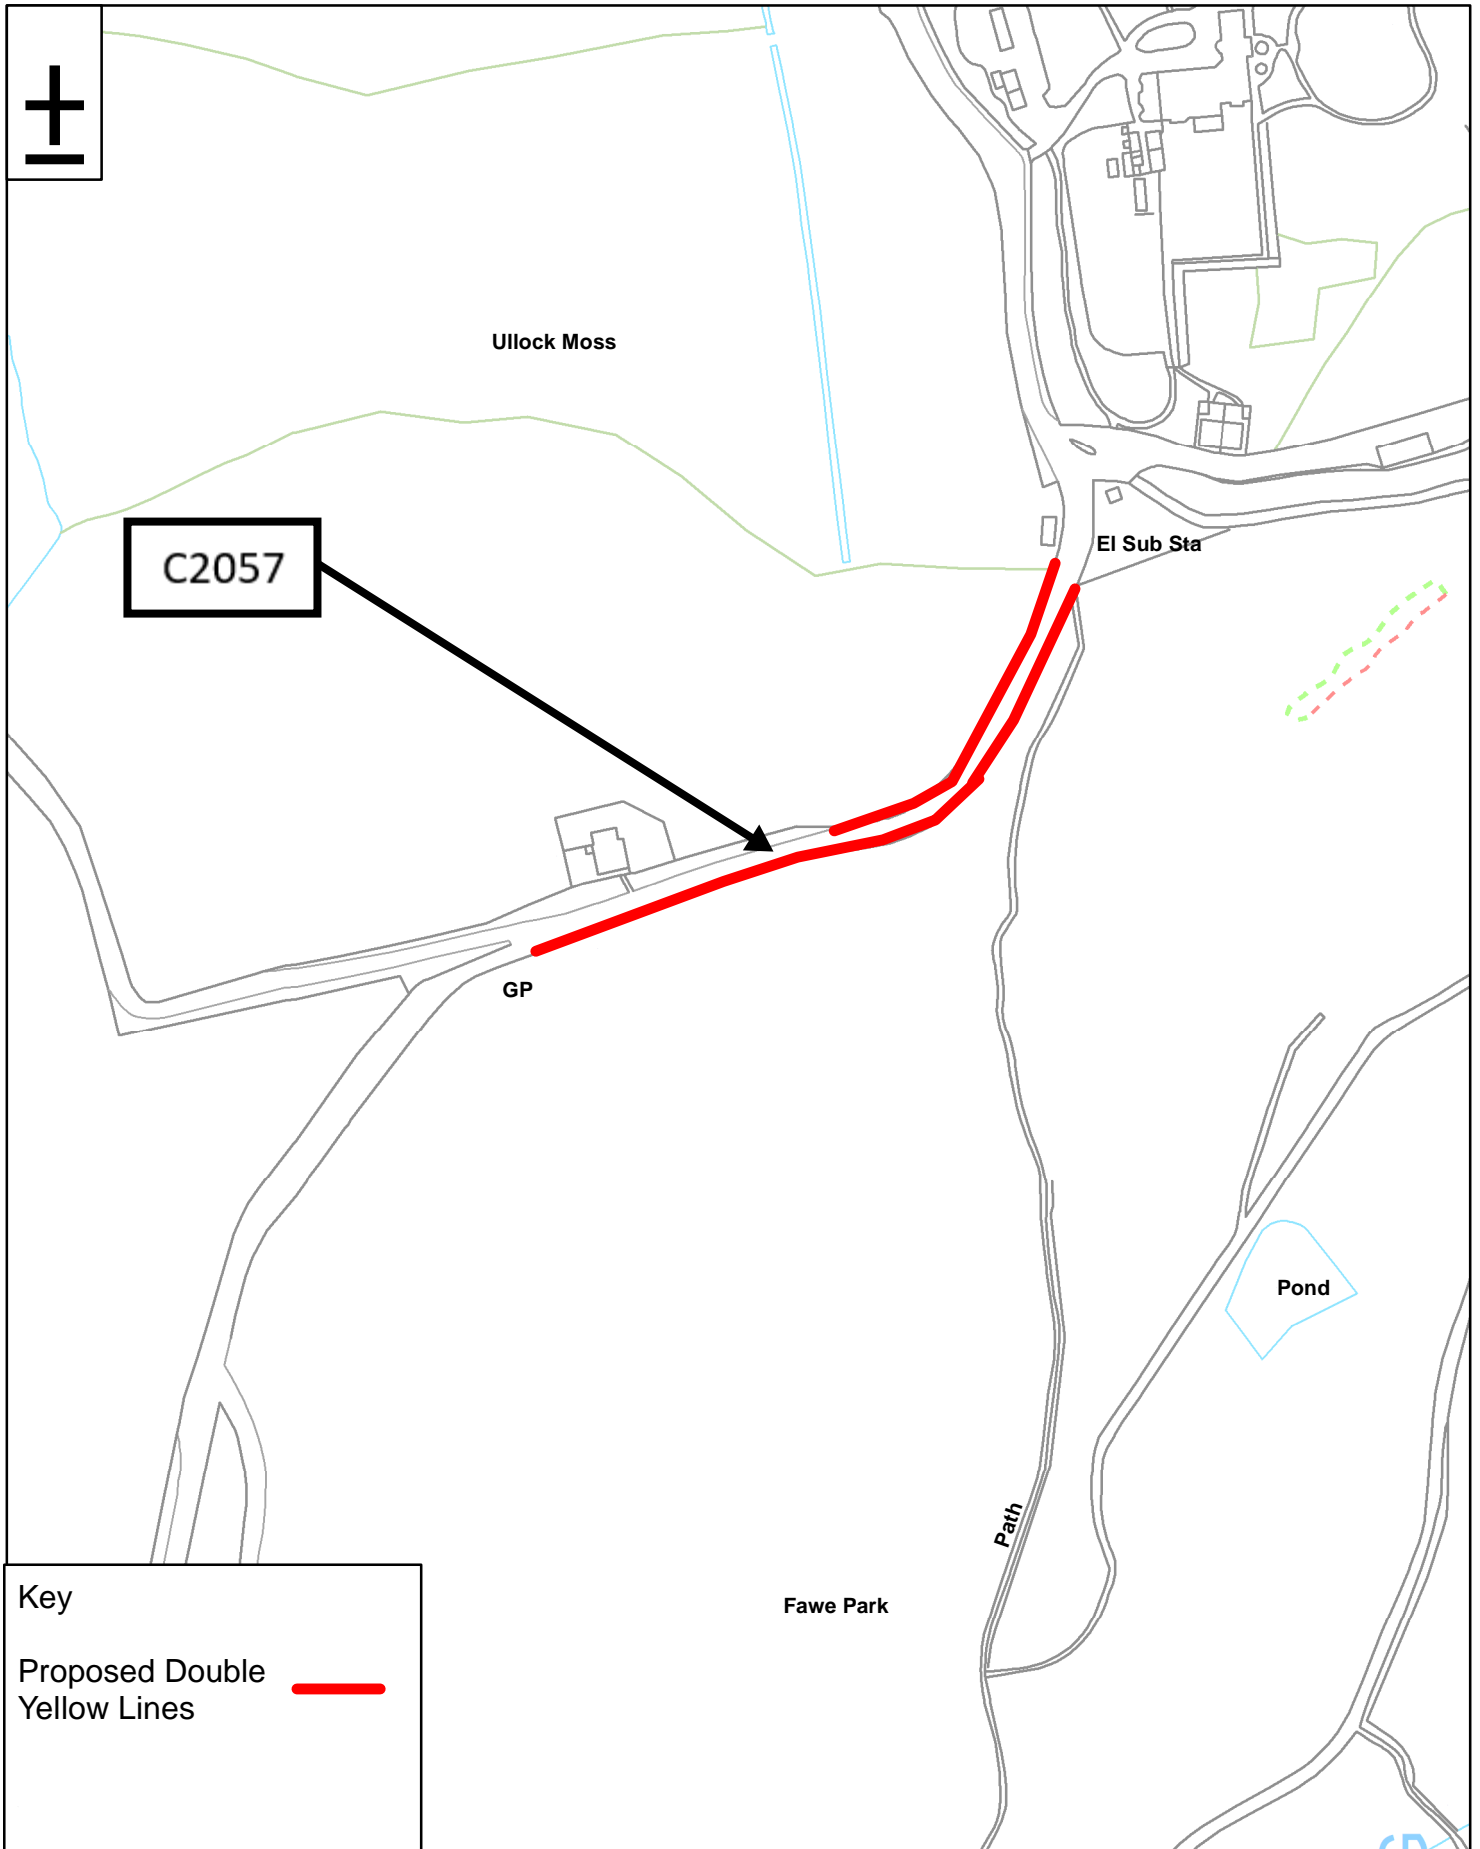 Ullock Moss
El Sub Sta
C2057
GP
Pond
Path
Fawe Park
Key
Proposed Double
Yellow Lines